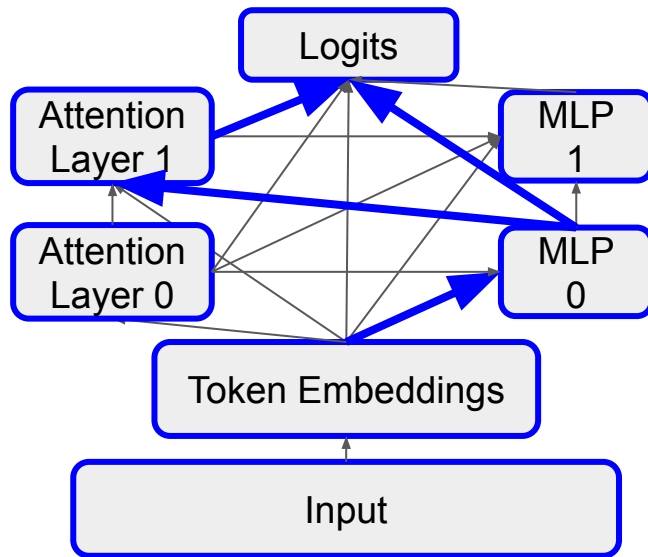 Logits
Attention
Layer 1
MLP
1
Attention
Layer 0
MLP
0
Token Embeddings
Input